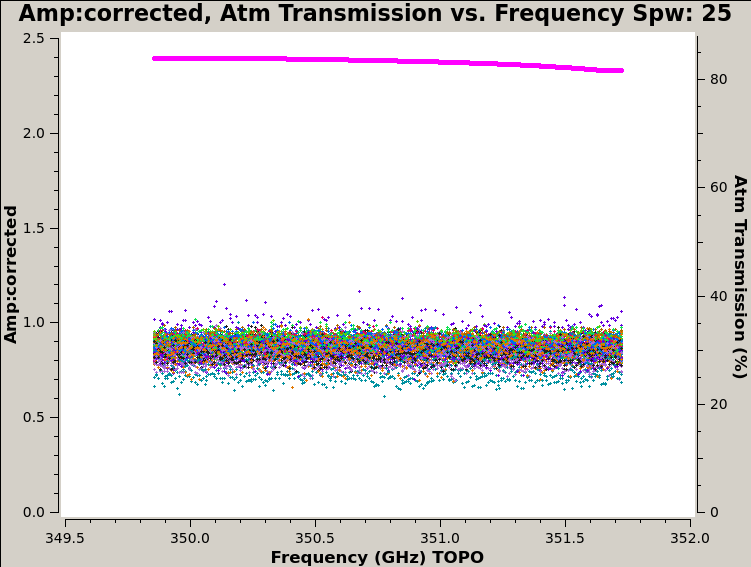 Amp:corrected, Atm Transmission vs. Frequency Spw: 25
2.5
2.0
1.5
1.0
0.5
0.0
Amp:corrected
80
60
40
20
0
Atm Transmission (%)
349.5 350.0 350.5 351.0 351.5 352.0
Frequency (GHz) TOPO